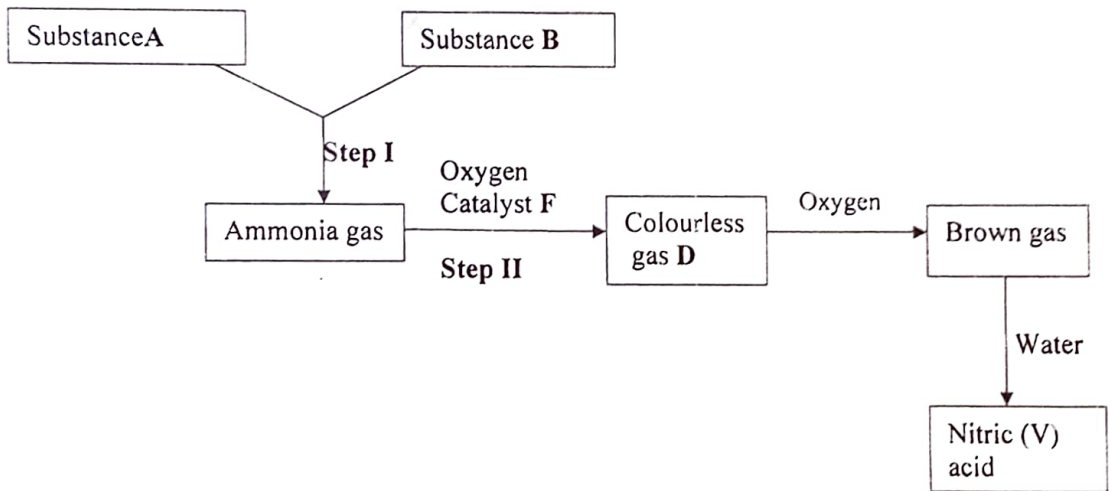 SubstanceA
Substance B
Step I
Oxygen
Catalyst F
Step II
Ammonia gas
Colourless
gas D
Oxygen
Brown gas
Water
Nitric (V)
acid